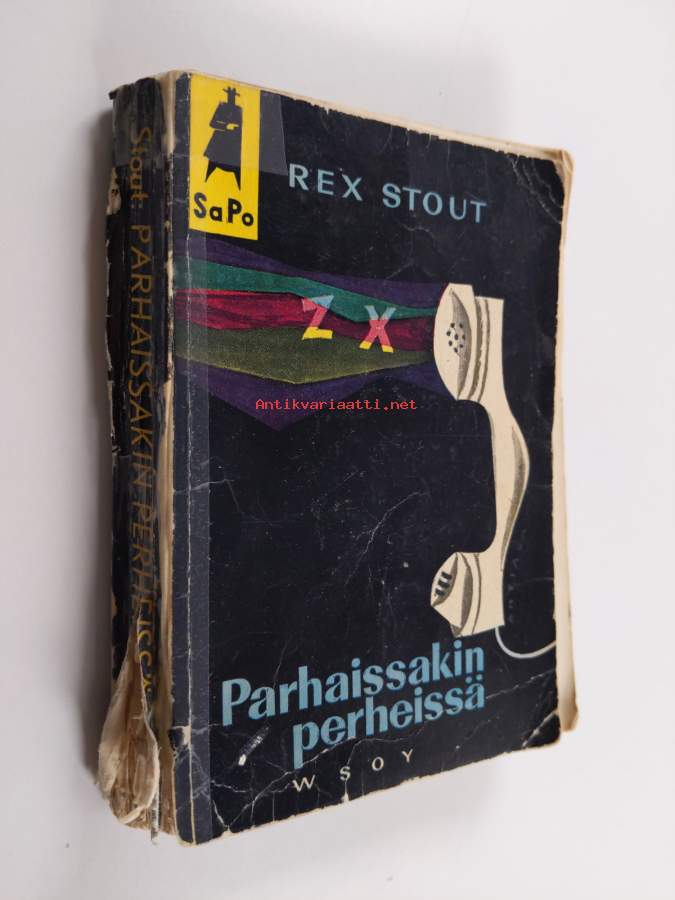 SaPo
REX STOUT
Z X
Antikvariaatti.net
Parhaissakin
perheissä
WSOY
Stout PARHAISSAKIN PERHEISSÄ